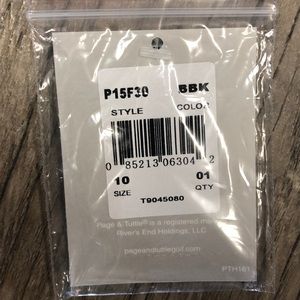 P15F30 BBK
STYLE COLOR
0 85213 06304 2
10 01
SIZE QTY
T9045080
Page & Tuttle® is a registered
River's End Holdings, LLC
pageandtuttlegolf.com
PTH161